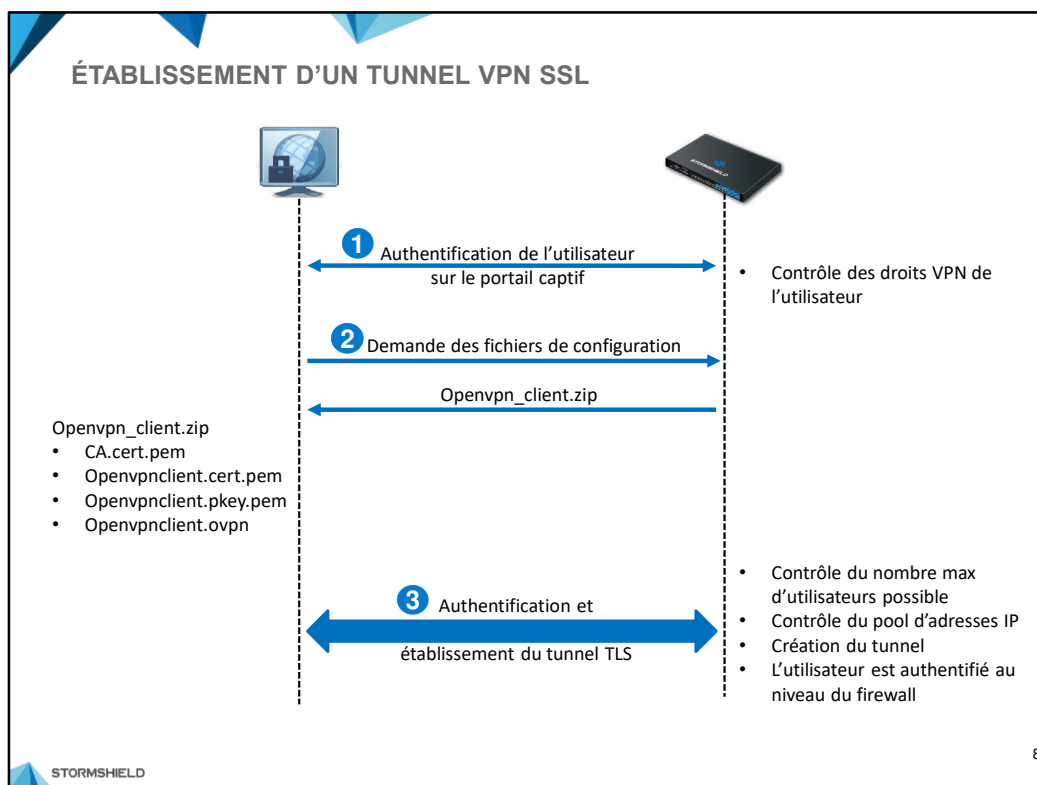 ÉTABLISSEMENT D'UN TUNNEL VPN SSL
STORMSHIELD
1 Authentification de l'utilisateur
sur le portail captif
• Contrôle des droits VPN de
l'utilisateur
2 Demande des fichiers de configuration
Openvpn_client.zip
Openvpn_client.zip
• CA.cert.pem
• Openvpnclient.cert.pem
• Openvpnclient.pkey.pem
• Openvpnclient.ovpn
3 Authentification et
établissement du tunnel TLS
• Contrôle du nombre max
d'utilisateurs possible
• Contrôle du pool d'adresses IP
• Création du tunnel
• L'utilisateur est authentifié au
niveau du firewall
8
STORMSHIELD